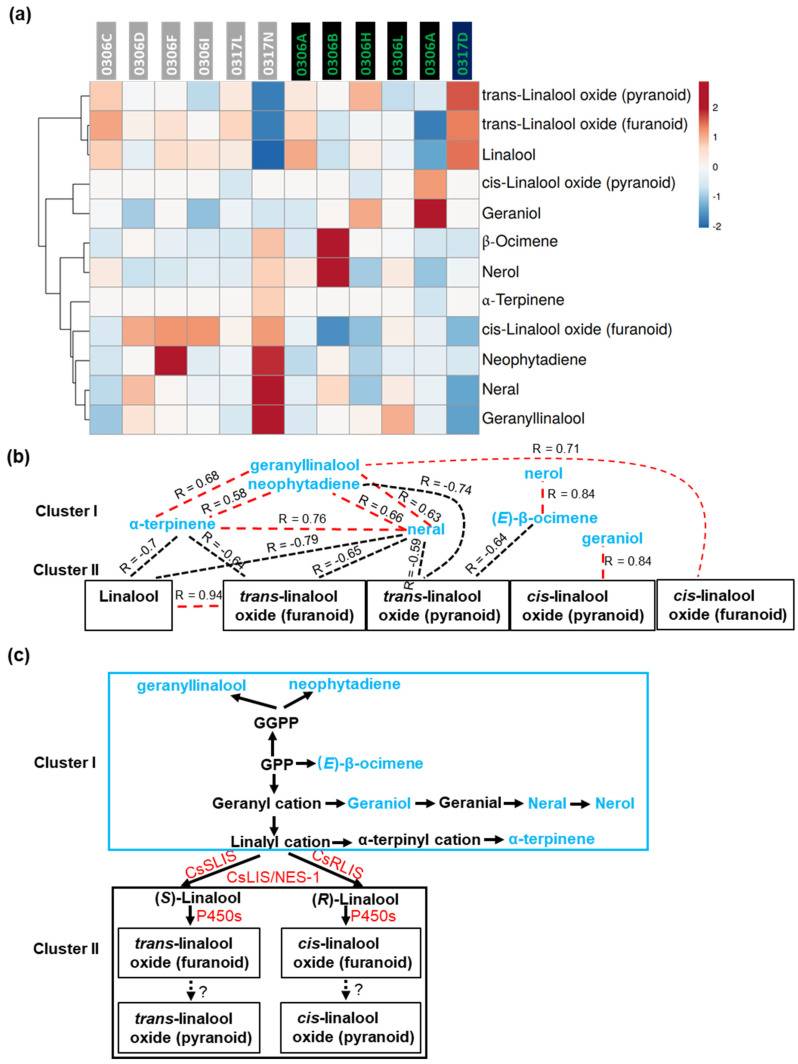 (a)
0306C 0306D 0306F 0306I 0317L 0317N 0306A 0306B 0306H 0306L 0306A 0317D
trans-Linalool oxide (pyranoid)
trans-Linalool oxide (furanoid)
Linalool
cis-Linalool oxide (pyranoid)
Geraniol
β-Ocimene
Nerol
α-Terpinene
cis-Linalool oxide (furanoid)
Neophytadiene
Neral
Geranyllinalool
2
1
0
-1
-2
(b)
R = 0.71
geranyllinalool
nerol
R = 0.68
neophytadiene
R = -0.74
R = 0.84
R = 0.58
R = 0.63
Cluster I
R = 0.66
(E)-β-ocimene
α-terpinene
R = 0.76
neral
geraniol
R = -0.79
R = -0.7
R = -0.64
R = -0.65
R = -0.59
R = -0.64
R = 0.84
Cluster II
Linalool
R = 0.94
trans-linalool
oxide (furanoid)
trans-linalool
oxide (pyranoid)
cis-linalool
oxide (pyranoid)
cis-linalool
oxide (furanoid)
(c)
geranyllinalool neophytadiene
GGPP
Cluster I
GPP (E)-β-ocimene
Geranyl cation Geraniol Geranial Neral Nerol
Linalyl cation α-terpinyl cation α-terpinene
CsSLIS CsRLIS
CsLIS/NES-1
(S)-Linalool (R)-Linalool
P450s P450s
Cluster II
trans-linalool
oxide (furanoid)
cis-linalool
oxide (furanoid)
? ?
trans-linalool
oxide (pyranoid)
cis-linalool
oxide (pyranoid)